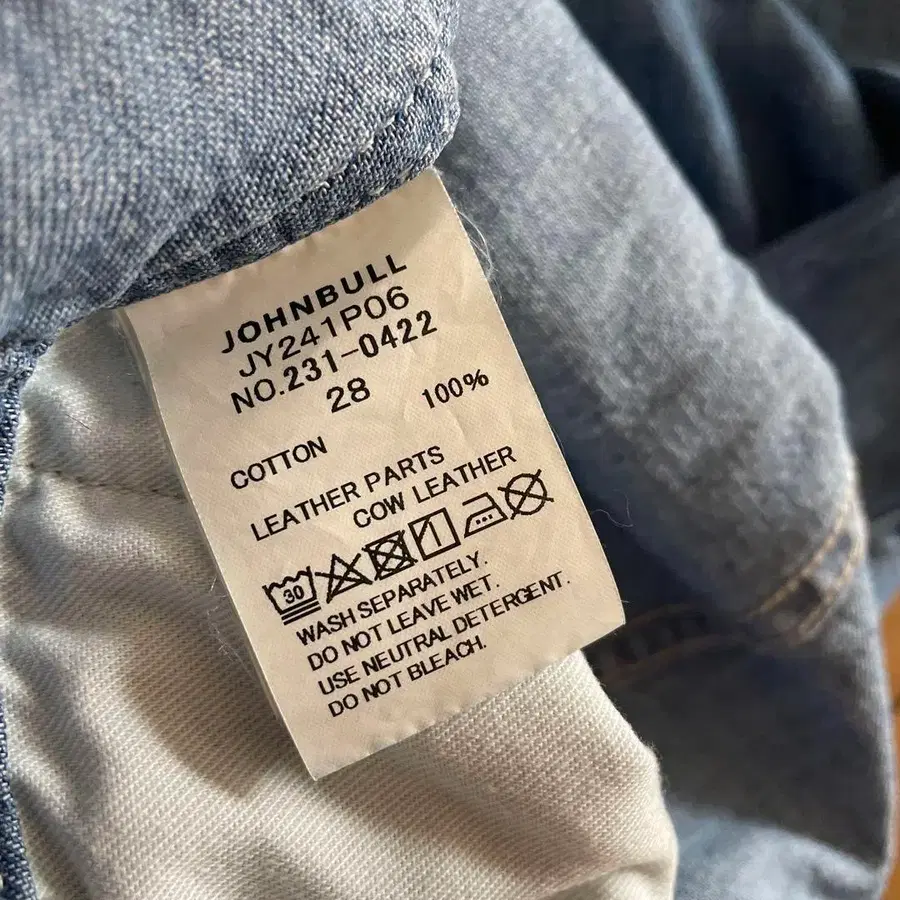 JOHNBULL
JY241P06
NO.231-0422
28
COTTON 100%
LEATHER PARTS
COW LEATHER
30
WASH SEPARATELY.
DO NOT LEAVE WET.
USE NEUTRAL DETERGENT.
DO NOT BLEACH.